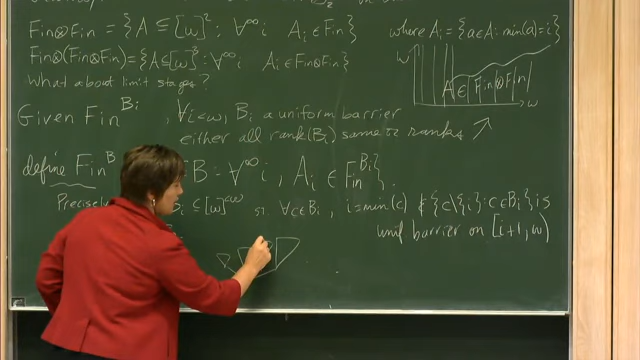 Fin⊗Fin = {A ⊆ [ω]² : ∀^∞ i A_i ∈ Fin} where A_i = {a∈A : min(a)=i}
Fin⊗(Fin⊗Fin) = {A ⊆ [ω]³ : ∀^∞ i A_i ∈ Fin⊗Fin}
ω
A ∈ Fin⊗Fin
ω
What about limit stages?
Given Fin^{B_i} ∀i<ω, B_i a uniform barrier
either all rank(B_i) same or ranks ↗
define Fin^B B : ∀^∞ i, A_i ∈ Fin^{B_i}}.
Precisely B_i ⊆ [ω]^{<ω} st ∀c∈B_i, i=min(c) & {c\{i} : c∈B_i} is
unif barrier on [i+1, ω)